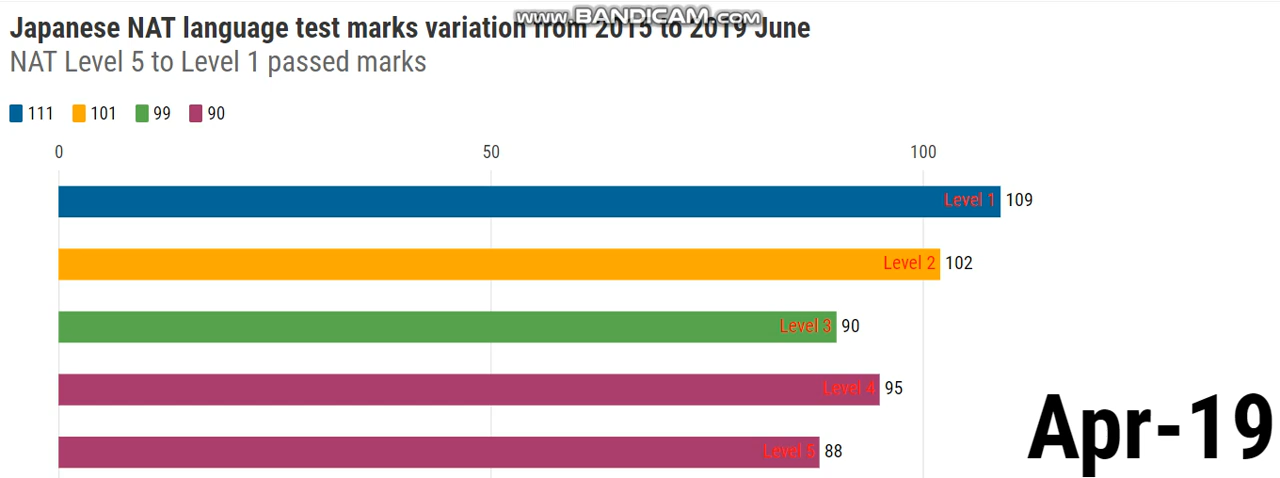 www.BANDICAM.com
Japanese NAT language test marks variation from 2015 to 2019 June
NAT Level 5 to Level 1 passed marks
111 101 99 90
0 50 100
Level 1 109
Level 2 102
Level 3 90
Level 4 95
Level 5 88
Apr-19